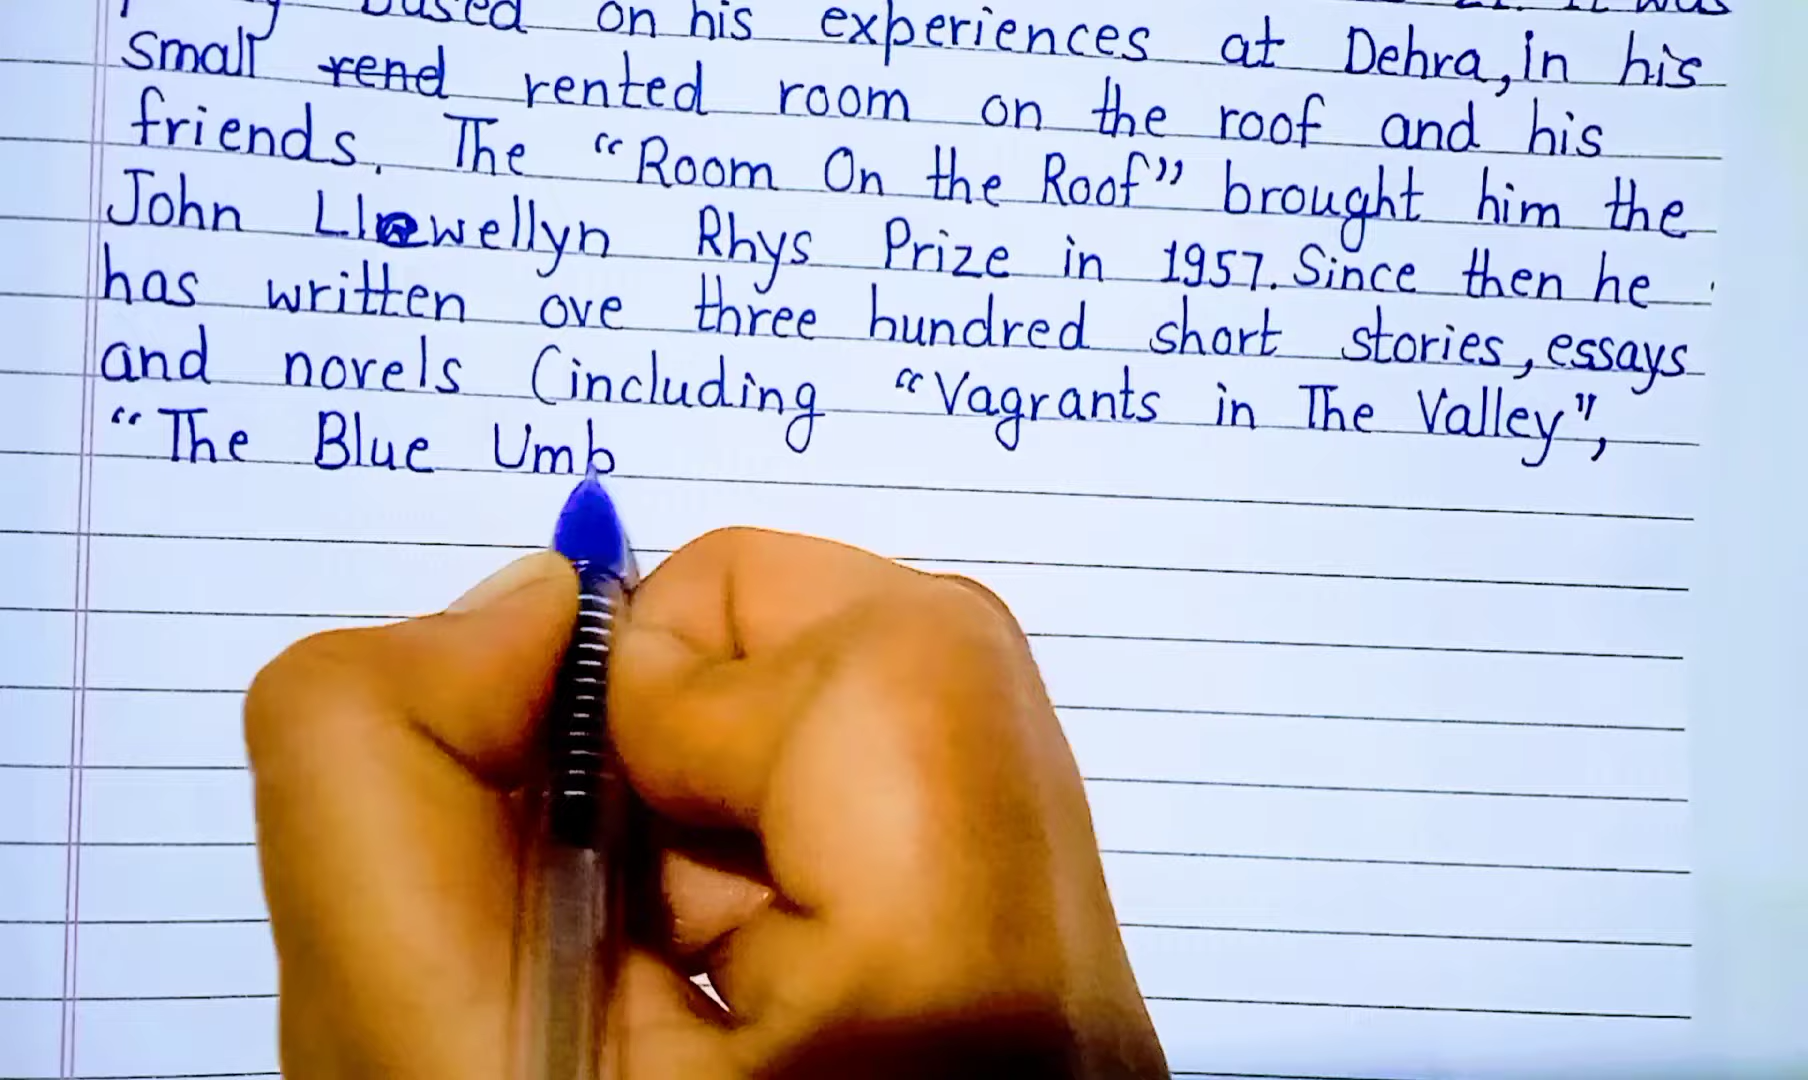 based on his experiences at Dehra, in his
small rend rented room on the roof and his
friends. The "Room On the Roof" brought him the
John Llewellyn Rhys Prize in 1957. Since then he
has written ove three hundred short stories, essays
and novels (including "Vagrants in The Valley",
"The Blue Umb